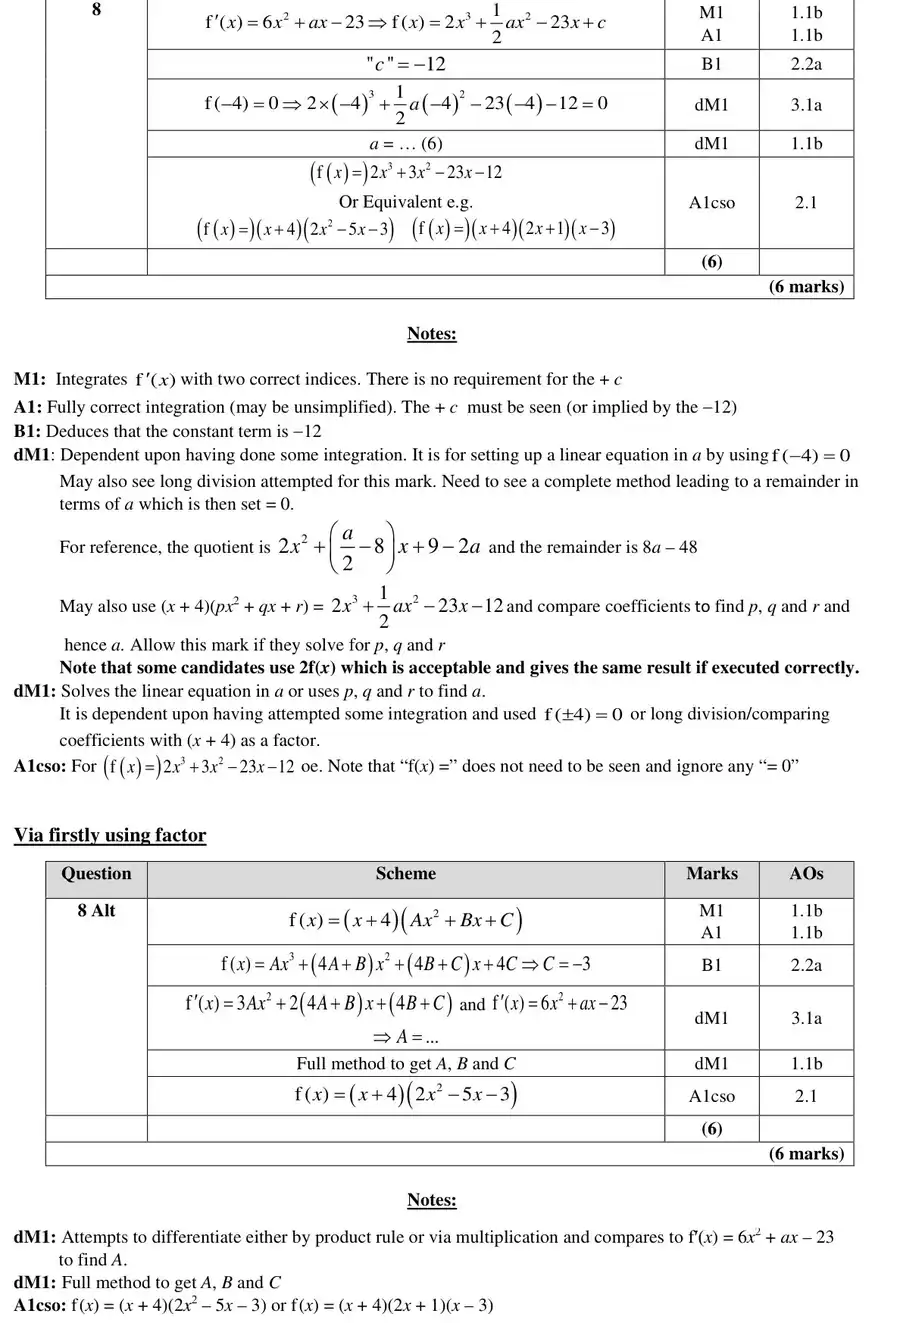 8 f′(x) = 6x² + ax − 23 ⇒ f(x) = 2x³ + 1/2 ax² − 23x + c M1 1.1b
A1 1.1b
"c" = −12 B1 2.2a
f(−4) = 0 ⇒ 2×(−4)³ + 1/2 a(−4)² − 23(−4) − 12 = 0 dM1 3.1a
a = … (6) dM1 1.1b
(f(x)=)2x³ + 3x² − 23x − 12
Or Equivalent e.g. A1cso 2.1
(f(x)=)(x+4)(2x² − 5x − 3) (f(x)=)(x+4)(2x+1)(x−3)
(6)
(6 marks)
Notes:
M1: Integrates f′(x) with two correct indices. There is no requirement for the + c
A1: Fully correct integration (may be unsimplified). The + c must be seen (or implied by the −12)
B1: Deduces that the constant term is −12
dM1: Dependent upon having done some integration. It is for setting up a linear equation in a by using f(−4) = 0
May also see long division attempted for this mark. Need to see a complete method leading to a remainder in
terms of a which is then set = 0.
For reference, the quotient is 2x² + (a/2 − 8)x + 9 − 2a and the remainder is 8a – 48
May also use (x + 4)(px² + qx + r) = 2x³ + 1/2 ax² − 23x − 12 and compare coefficients to find p, q and r and
hence a. Allow this mark if they solve for p, q and r
Note that some candidates use 2f(x) which is acceptable and gives the same result if executed correctly.
dM1: Solves the linear equation in a or uses p, q and r to find a.
It is dependent upon having attempted some integration and used f(±4) = 0 or long division/comparing
coefficients with (x + 4) as a factor.
A1cso: For (f(x)=)2x³ + 3x² − 23x − 12 oe. Note that “f(x) =” does not need to be seen and ignore any “= 0”
Via firstly using factor
Question Scheme Marks AOs
8 Alt f(x) = (x+4)(Ax² + Bx + C) M1 1.1b
A1 1.1b
f(x) = Ax³ + (4A+B)x² + (4B+C)x + 4C ⇒ C = −3 B1 2.2a
f′(x) = 3Ax² + 2(4A+B)x + (4B+C) and f′(x) = 6x² + ax − 23
⇒ A = ... dM1 3.1a
Full method to get A, B and C dM1 1.1b
f(x) = (x+4)(2x² − 5x − 3) A1cso 2.1
(6)
(6 marks)
Notes:
dM1: Attempts to differentiate either by product rule or via multiplication and compares to f′(x) = 6x² + ax – 23
to find A.
dM1: Full method to get A, B and C
A1cso: f(x) = (x + 4)(2x² – 5x – 3) or f(x) = (x + 4)(2x + 1)(x – 3)